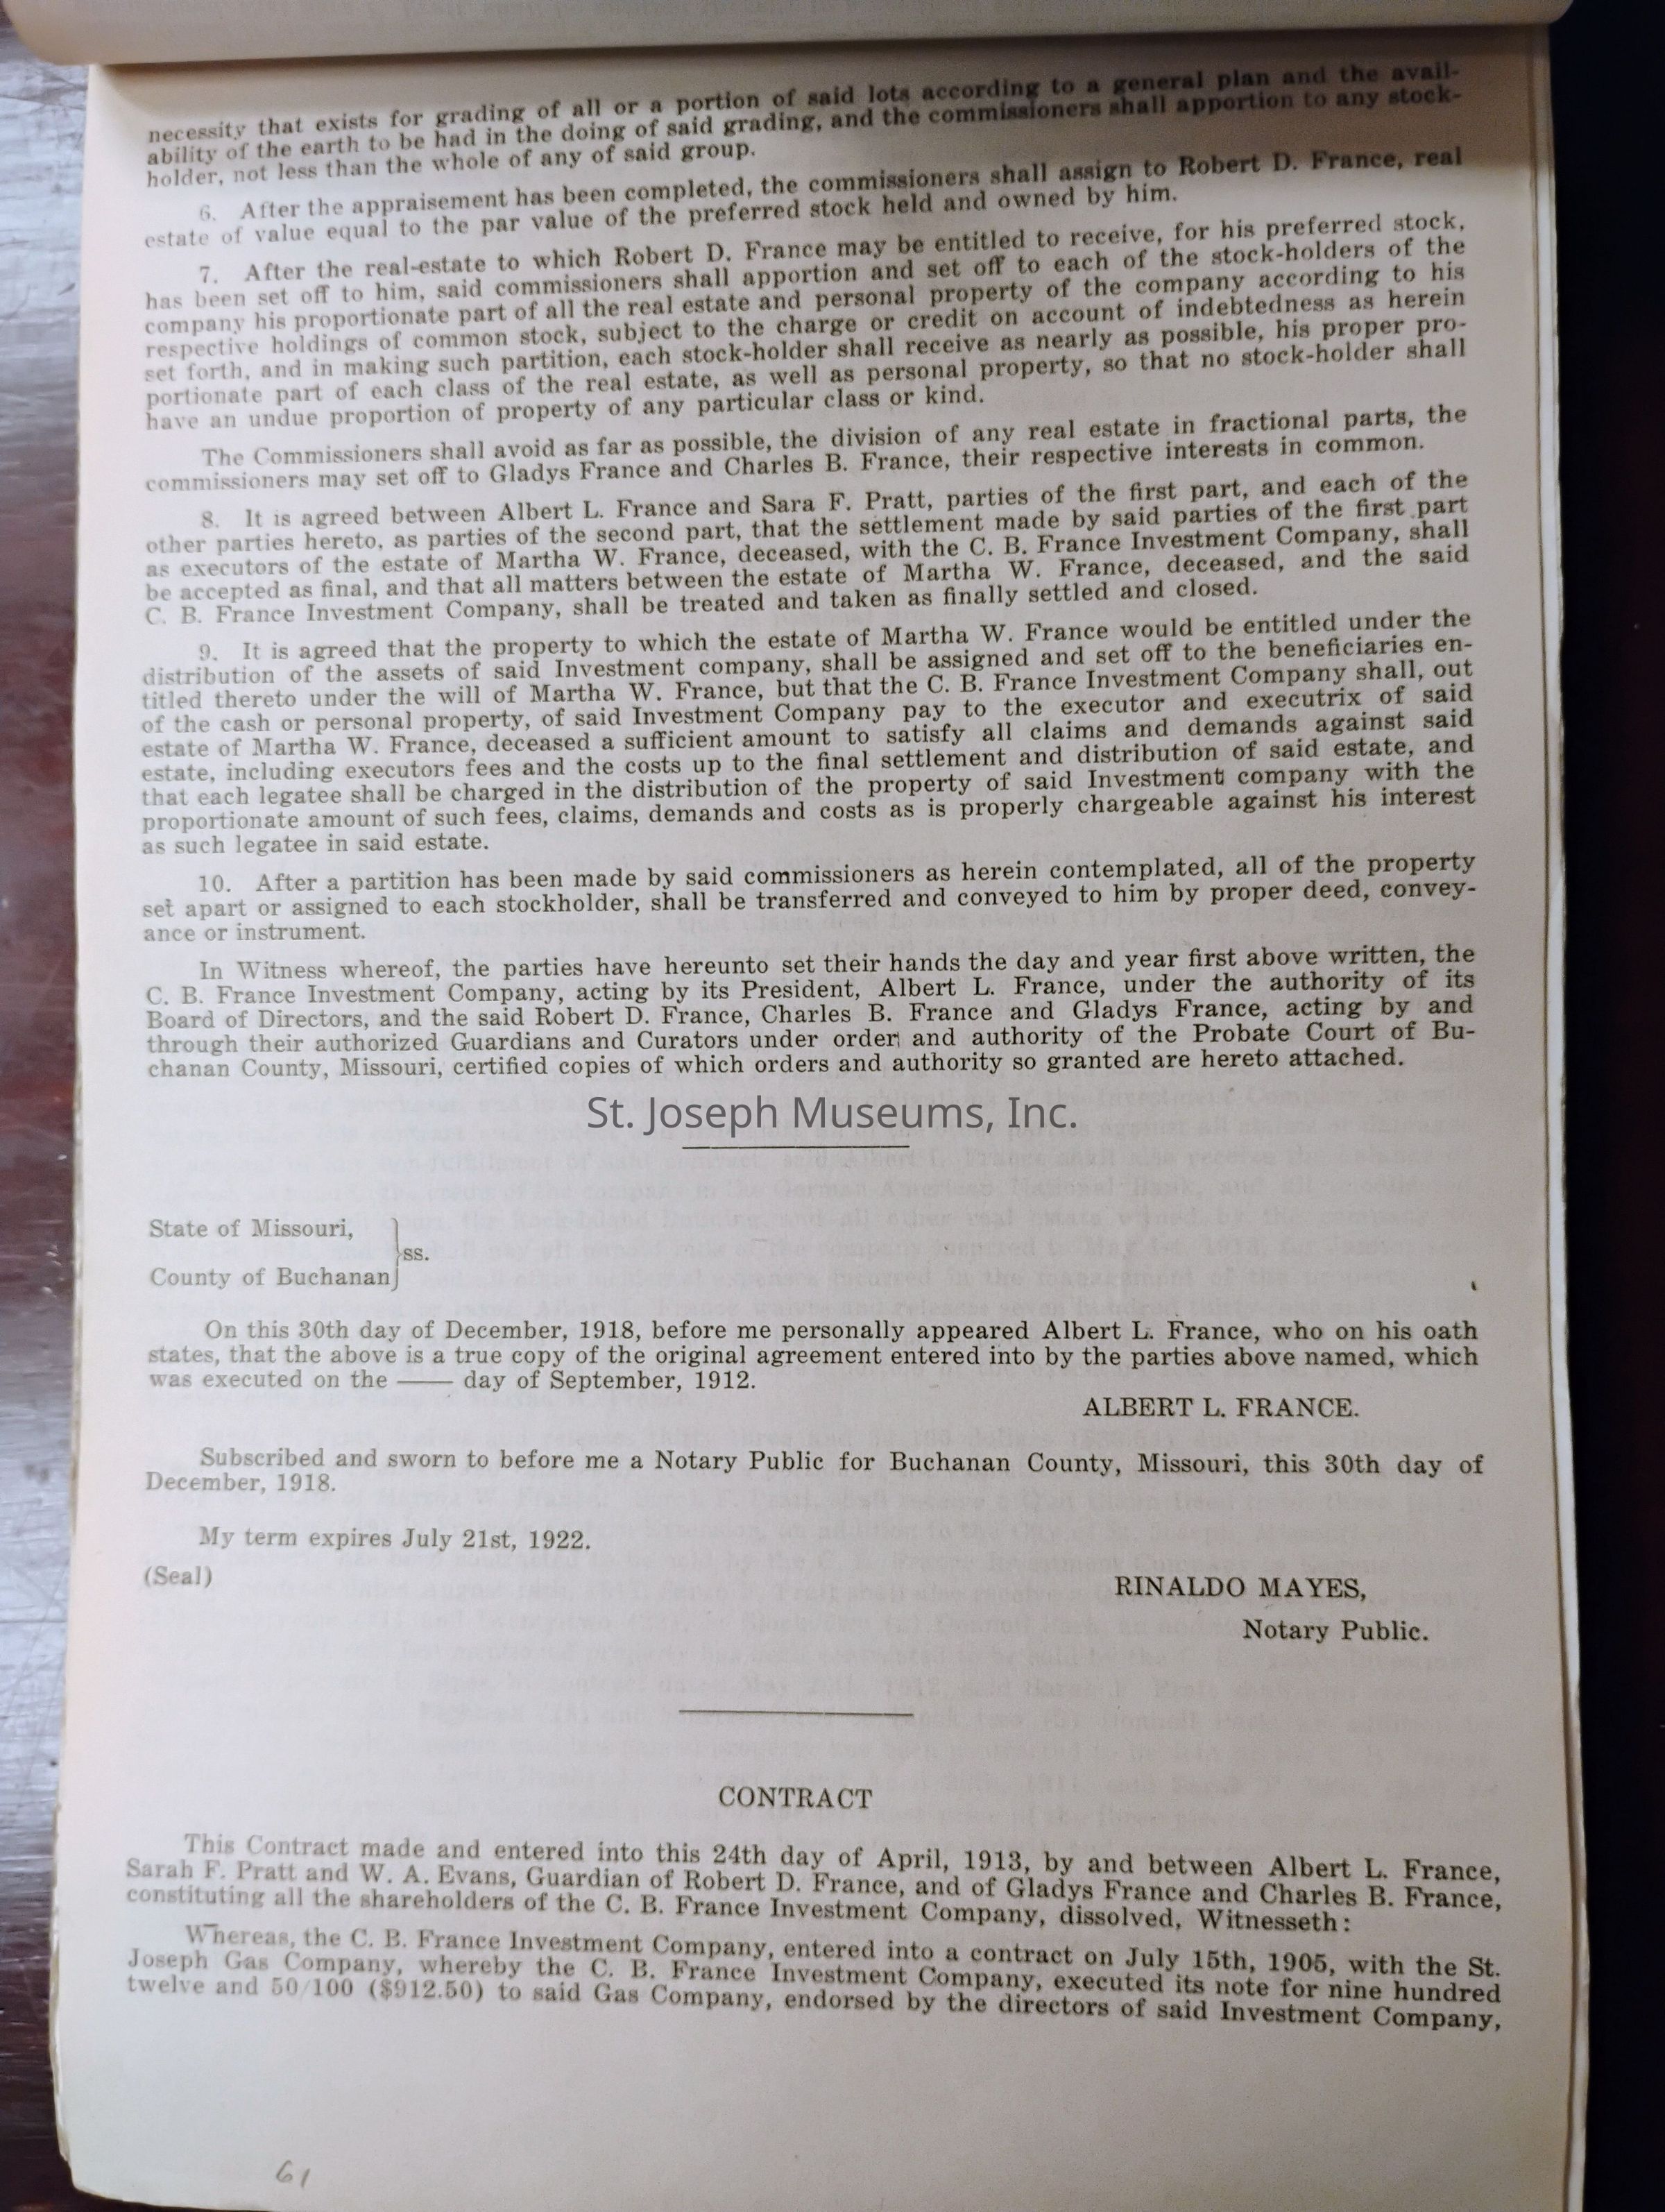 necessity that exists for grading of all or a portion of said lots according to a general plan and the avail-
ability of the earth to be had in the doing of said grading, and the commissioners shall apportion to any stock-
holder, not less than the whole of any of said group.
6. After the appraisement has been completed, the commissioners shall assign to Robert D. France, real
estate of value equal to the par value of the preferred stock held and owned by him.
7. After the real-estate to which Robert D. France may be entitled to receive, for his preferred stock,
has been set off to him, said commissioners shall apportion and set off to each of the stock-holders of the
company his proportionate part of all the real estate and personal property of the company according to his
respective holdings of common stock, subject to the charge or credit on account of indebtedness as herein
set forth, and in making such partition, each stock-holder shall receive as nearly as possible, his proper pro-
portionate part of each class of the real estate, as well as personal property, so that no stock-holder shall
have an undue proportion of property of any particular class or kind.
The Commissioners shall avoid as far as possible, the division of any real estate in fractional parts, the
commissioners may set off to Gladys France and Charles B. France, their respective interests in common.
8. It is agreed between Albert L. France and Sara F. Pratt, parties of the first part, and each of the
other parties hereto, as parties of the second part, that the settlement made by said parties of the first part
as executors of the estate of Martha W. France, deceased, with the C. B. France Investment Company, shall
be accepted as final, and that all matters between the estate of Martha W. France, deceased, and the said
C. B. France Investment Company, shall be treated and taken as finally settled and closed.
9. It is agreed that the property to which the estate of Martha W. France would be entitled under the
distribution of the assets of said Investment company, shall be assigned and set off to the beneficiaries en-
titled thereto under the will of Martha W. France, but that the C. B. France Investment Company shall, out
of the cash or personal property, of said Investment Company pay to the executor and executrix of said
estate of Martha W. France, deceased a sufficient amount to satisfy all claims and demands against said
estate, including executors fees and the costs up to the final settlement and distribution of said estate, and
that each legatee shall be charged in the distribution of the property of said Investment company with the
proportionate amount of such fees, claims, demands and costs as is properly chargeable against his interest
as such legatee in said estate.
10. After a partition has been made by said commissioners as herein contemplated, all of the property
set apart or assigned to each stockholder, shall be transferred and conveyed to him by proper deed, convey-
ance or instrument.
In Witness whereof, the parties have hereunto set their hands the day and year first above written, the
C. B. France Investment Company, acting by its President, Albert L. France, under the authority of its
Board of Directors, and the said Robert D. France, Charles B. France and Gladys France, acting by and
through their authorized Guardians and Curators under order and authority of the Probate Court of Bu-
chanan County, Missouri, certified copies of which orders and authority so granted are hereto attached.
St. Joseph Museums, Inc.
State of Missouri,
ss.
County of Buchanan
On this 30th day of December, 1918, before me personally appeared Albert L. France, who on his oath
states, that the above is a true copy of the original agreement entered into by the parties above named, which
was executed on the —— day of September, 1912.
ALBERT L. FRANCE.
Subscribed and sworn to before me a Notary Public for Buchanan County, Missouri, this 30th day of
December, 1918.
My term expires July 21st, 1922.
(Seal)
RINALDO MAYES,
Notary Public.
CONTRACT
This Contract made and entered into this 24th day of April, 1913, by and between Albert L. France,
Sarah F. Pratt and W. A. Evans, Guardian of Robert D. France, and of Gladys France and Charles B. France,
constituting all the shareholders of the C. B. France Investment Company, dissolved, Witnesseth:
Whereas, the C. B. France Investment Company, entered into a contract on July 15th, 1905, with the St.
Joseph Gas Company, whereby the C. B. France Investment Company, executed its note for nine hundred
twelve and 50/100 ($912.50) to said Gas Company, endorsed by the directors of said Investment Company,
61